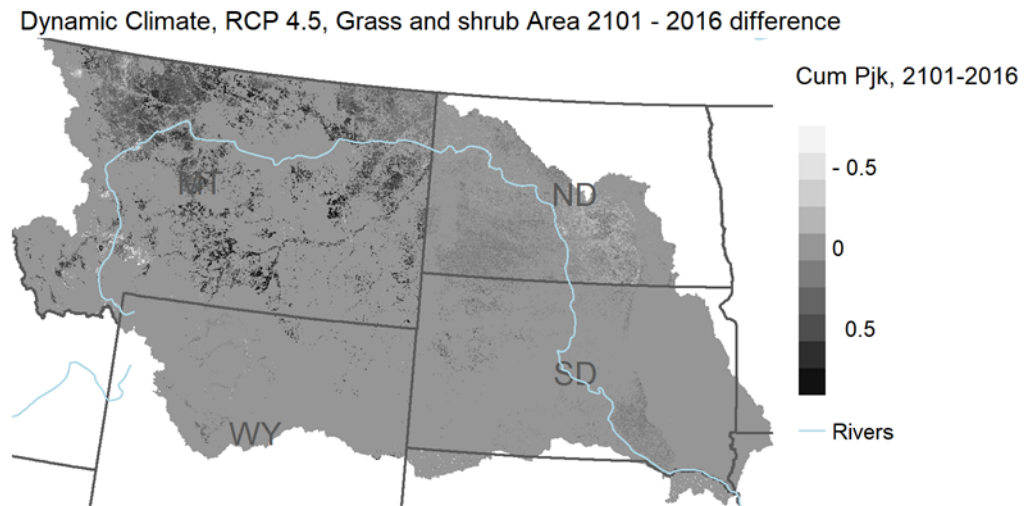 Dynamic Climate, RCP 4.5, Grass and shrub Area 2101 - 2016 difference
Cum Pjk, 2101-2016
- 0.5
0
0.5
Rivers
MT
ND
SD
WY